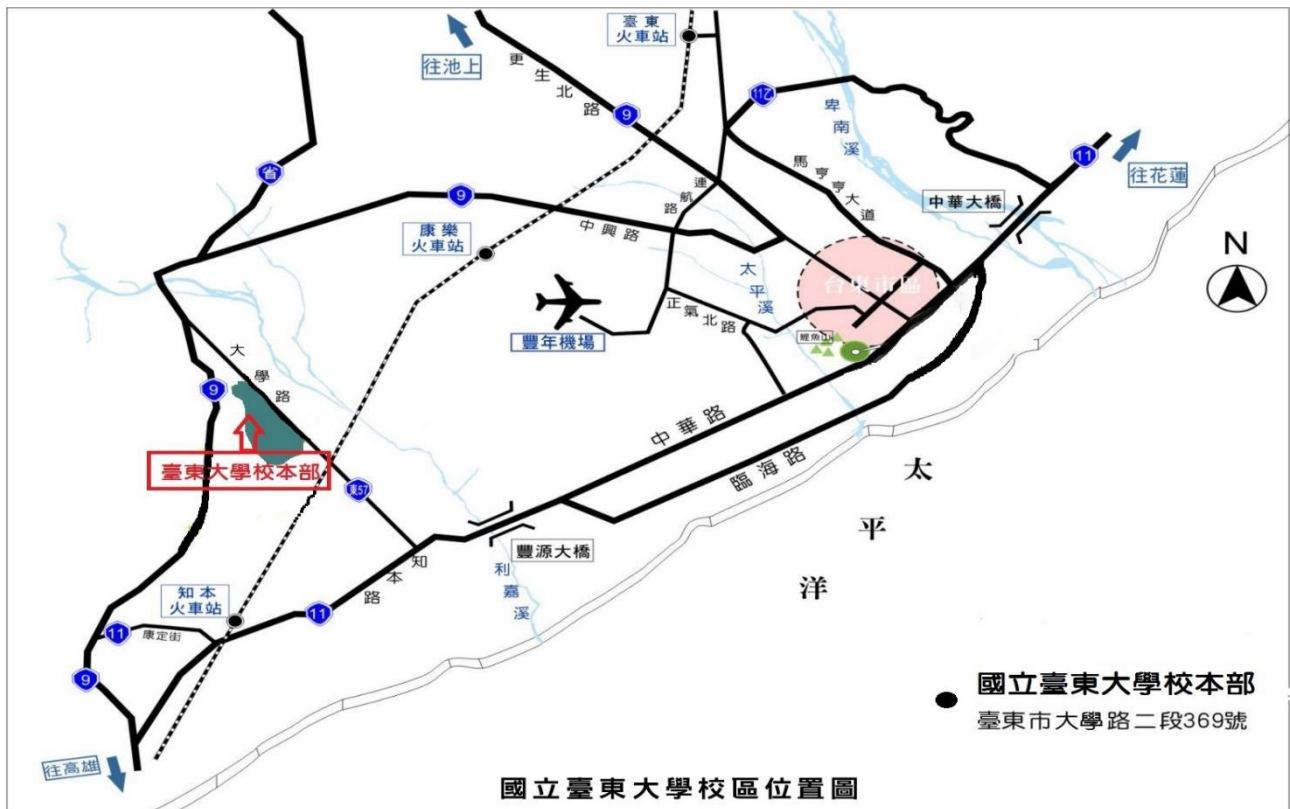 臺東
火車站
往池上
更生北路
9
11乙
卑南溪
11
往花蓮
省
馬亨亨大道
中華大橋
連航路
9
中興路
康樂
火車站
N
太平溪
台東市區
正氣北路
豐年機場
鯉魚山
大學路
9
中華路
臺東大學校本部
臨海路
太平洋
東57
豐源大橋
知本路
利嘉溪
知本
火車站
11
11
康定街
9
國立臺東大學校本部
臺東市大學路二段369號
往高雄
國立臺東大學校區位置圖